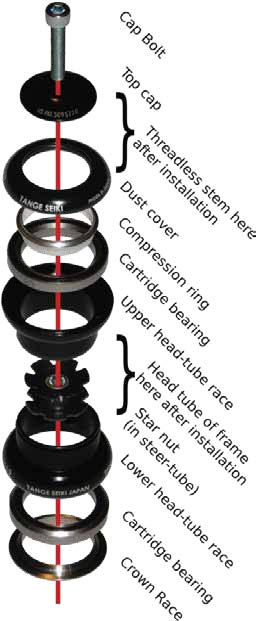 Cap Bolt
Top cap
Threadless stem here
after installation
Dust cover
Compression ring
Cartridge bearing
Upper head-tube race
Head tube of frame
here after installation
Star nut
(in steer-tube)
Lower head-tube race
Cartridge bearing
Crown Race
TANGE SEIKI
TANGE SEIKI JAPAN